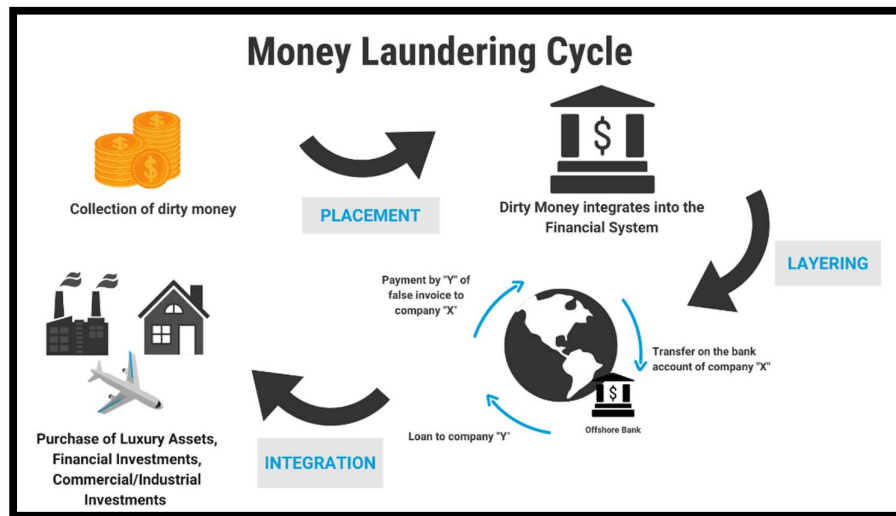 Money Laundering Cycle
Collection of dirty money
PLACEMENT
$
Dirty Money integrates into the
Financial System
LAYERING
Payment by "Y" of
false invoice to
company "X"
Transfer on the bank
account of company "X"
$
Offshore Bank
Loan to company "Y"
INTEGRATION
Purchase of Luxury Assets,
Financial Investments,
Commercial/Industrial
Investments